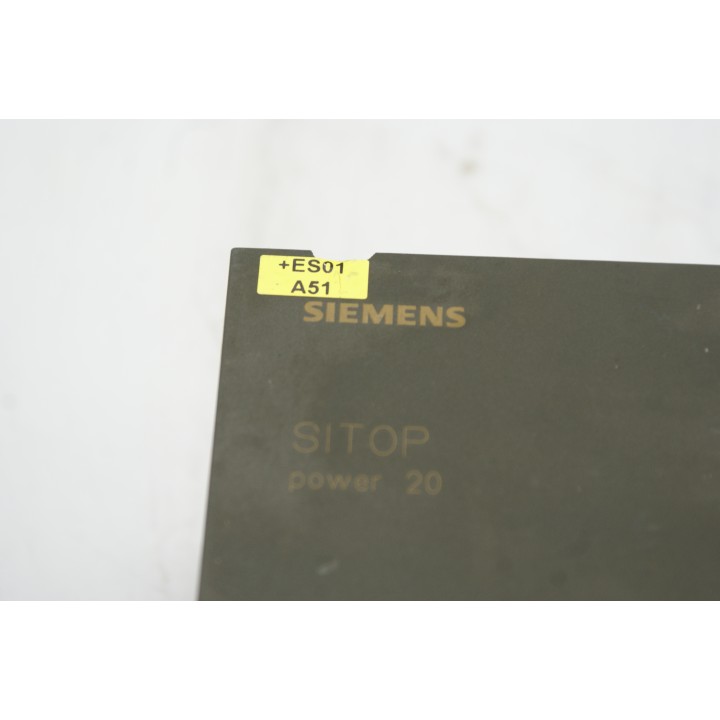 +ES01
A51
SIEMENS
SITOP
power 20